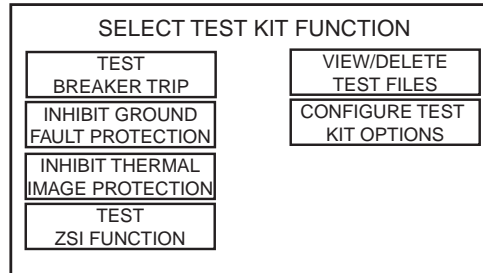 SELECT TEST KIT FUNCTION
TEST
BREAKER TRIP
INHIBIT GROUND
FAULT PROTECTION
INHIBIT THERMAL
IMAGE PROTECTION
TEST
ZSI FUNCTION
VIEW/DELETE
TEST FILES
CONFIGURE TEST
KIT OPTIONS